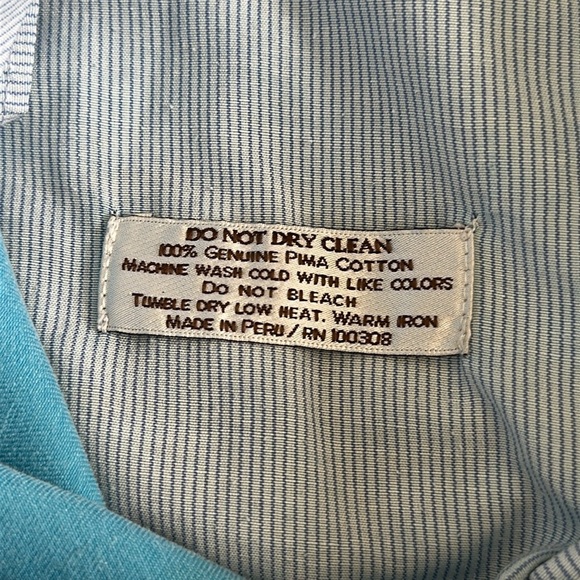 DO NOT DRY CLEAN
100% GENUINE PIMA COTTON
MACHINE WASH COLD WITH LIKE COLORS
DO NOT BLEACH
TUMBLE DRY LOW HEAT. WARM IRON
MADE IN PERU / RN 100308